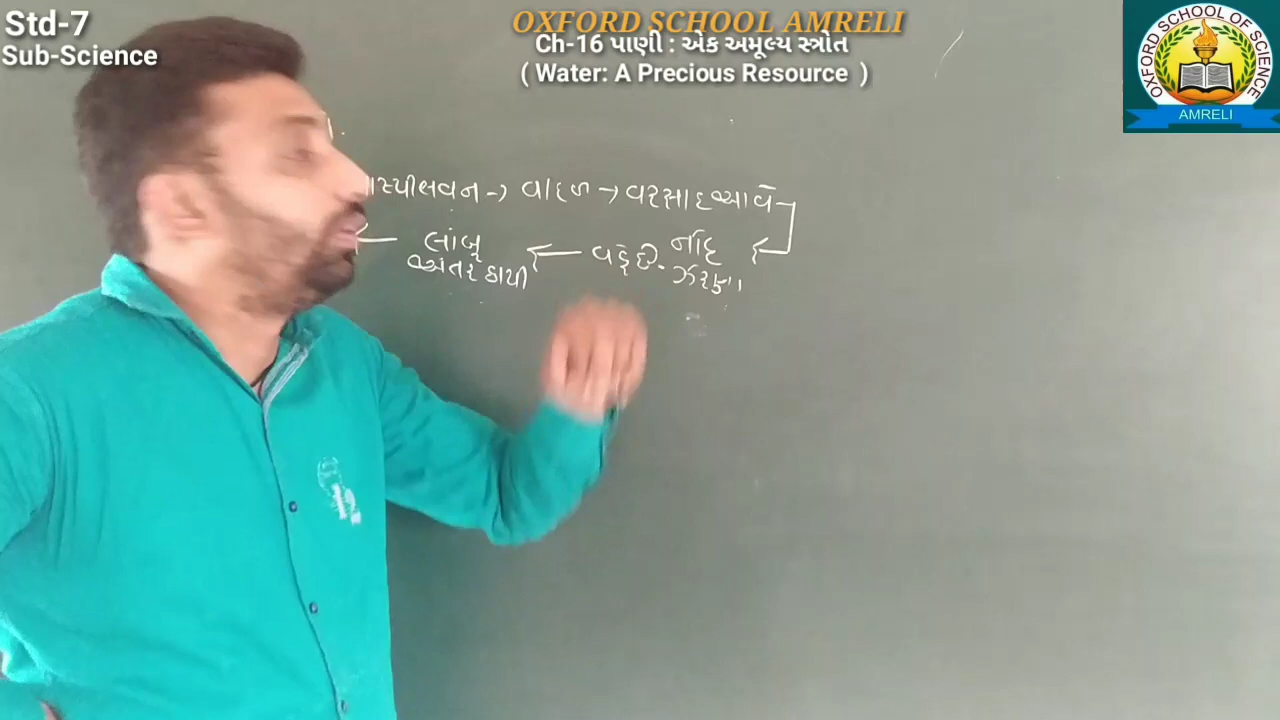 Std-7
Sub-Science
OXFORD SCHOOL AMRELI
Ch-16 પાણી : એક અમૂલ્ય સ્ત્રોત
( Water: A Precious Resource )
OXFORD SCHOOL OF SCIENCE
AMRELI
વાદળ → વરસાદ આવે
← લાંબુ ← વહે છે.
અંતર કાપી ઝરણા